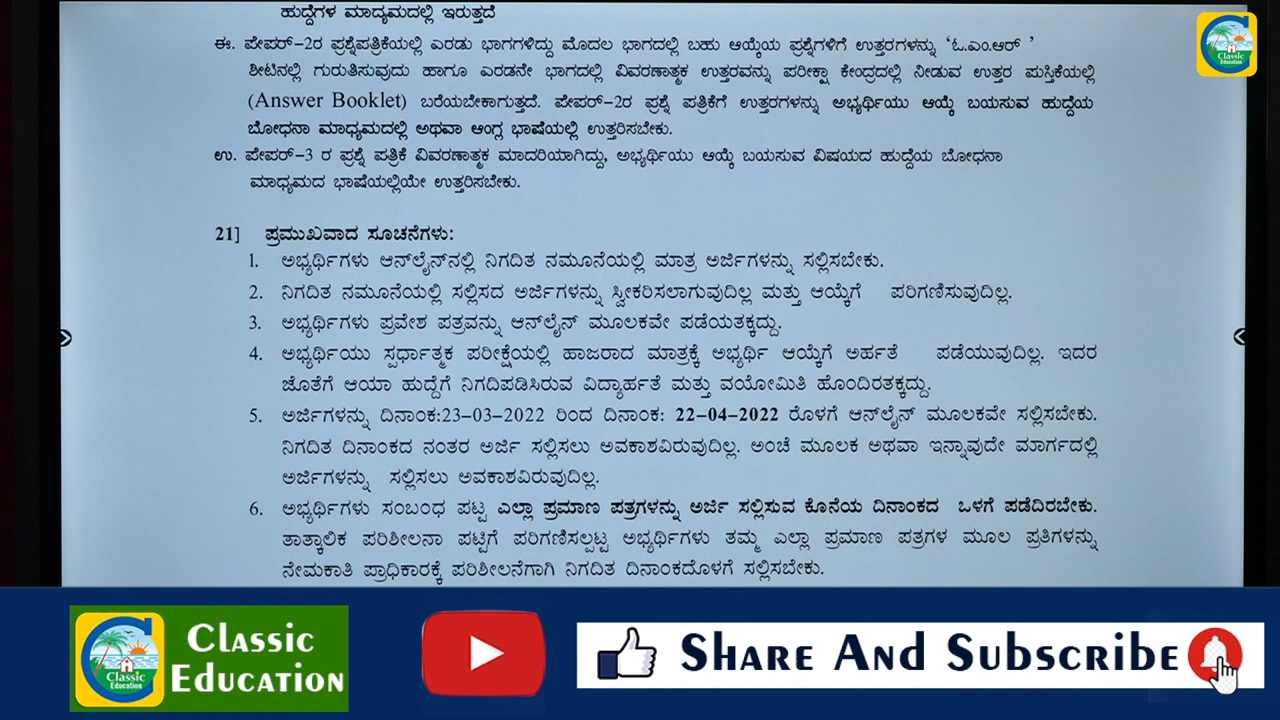 ಹುದ್ದೆಗಳ ಮಾದ್ಯಮದಲ್ಲಿ ಇರುತ್ತದೆ
ಈ. ಪೇಪರ್-2ರ ಪ್ರಶ್ನೆಪತ್ರಿಕೆಯಲ್ಲಿ ಎರಡು ಭಾಗಗಳಿದ್ದು ಮೊದಲ ಭಾಗದಲ್ಲಿ ಬಹು ಆಯ್ಕೆಯ ಪ್ರಶ್ನೆಗಳಿಗೆ ಉತ್ತರಗಳನ್ನು 'ಓ.ಎಂ.ಆರ್ '
ಶೀಟಿನಲ್ಲಿ ಗುರುತಿಸುವುದು ಹಾಗೂ ಎರಡನೇ ಭಾಗದಲ್ಲಿ ವಿವರಣಾತ್ಮಕ ಉತ್ತರವನ್ನು ಪರೀಕ್ಷಾ ಕೇಂದ್ರದಲ್ಲಿ ನೀಡುವ ಉತ್ತರ ಪುಸ್ತಿಕೆಯಲ್ಲಿ
(Answer Booklet) ಬರೆಯಬೇಕಾಗುತ್ತದೆ. ಪೇಪರ್-2ರ ಪ್ರಶ್ನೆ ಪತ್ರಿಕೆಗೆ ಉತ್ತರಗಳನ್ನು ಅಭ್ಯರ್ಥಿಯು ಆಯ್ಕೆ ಬಯಸುವ ಹುದ್ದೆಯ
ಬೋಧನಾ ಮಾಧ್ಯಮದಲ್ಲಿ ಅಥವಾ ಆಂಗ್ಲ ಭಾಷೆಯಲ್ಲಿ ಉತ್ತರಿಸಬೇಕು.
ಉ. ಪೇಪರ್-3 ರ ಪ್ರಶ್ನೆ ಪತ್ರಿಕೆ ವಿವರಣಾತ್ಮಕ ಮಾದರಿಯಾಗಿದ್ದು, ಅಭ್ಯರ್ಥಿಯು ಆಯ್ಕೆ ಬಯಸುವ ವಿಷಯದ ಹುದ್ದೆಯ ಬೋಧನಾ
ಮಾಧ್ಯಮದ ಭಾಷೆಯಲ್ಲಿಯೇ ಉತ್ತರಿಸಬೇಕು.
21] ಪ್ರಮುಖವಾದ ಸೂಚನೆಗಳು:
1. ಅಭ್ಯರ್ಥಿಗಳು ಆನ್‌ಲೈನ್‌ನಲ್ಲಿ ನಿಗದಿತ ನಮೂನೆಯಲ್ಲಿ ಮಾತ್ರ ಅರ್ಜಿಗಳನ್ನು ಸಲ್ಲಿಸಬೇಕು.
2. ನಿಗದಿತ ನಮೂನೆಯಲ್ಲಿ ಸಲ್ಲಿಸದ ಅರ್ಜಿಗಳನ್ನು ಸ್ವೀಕರಿಸಲಾಗುವುದಿಲ್ಲ ಮತ್ತು ಆಯ್ಕೆಗೆ ಪರಿಗಣಿಸುವುದಿಲ್ಲ.
3. ಅಭ್ಯರ್ಥಿಗಳು ಪ್ರವೇಶ ಪತ್ರವನ್ನು ಆನ್‌ಲೈನ್ ಮೂಲಕವೇ ಪಡೆಯತಕ್ಕದ್ದು.
4. ಅಭ್ಯರ್ಥಿಯು ಸ್ಪರ್ಧಾತ್ಮಕ ಪರೀಕ್ಷೆಯಲ್ಲಿ ಹಾಜರಾದ ಮಾತ್ರಕ್ಕೆ ಅಭ್ಯರ್ಥಿ ಆಯ್ಕೆಗೆ ಅರ್ಹತೆ ಪಡೆಯುವುದಿಲ್ಲ. ಇದರ
ಜೊತೆಗೆ ಆಯಾ ಹುದ್ದೆಗೆ ನಿಗದಿಪಡಿಸಿರುವ ವಿದ್ಯಾರ್ಹತೆ ಮತ್ತು ವಯೋಮಿತಿ ಹೊಂದಿರತಕ್ಕದ್ದು.
5. ಅರ್ಜಿಗಳನ್ನು ದಿನಾಂಕ:23-03-2022 ರಿಂದ ದಿನಾಂಕ: 22-04-2022 ರೊಳಗೆ ಆನ್‌ಲೈನ್ ಮೂಲಕವೇ ಸಲ್ಲಿಸಬೇಕು.
ನಿಗದಿತ ದಿನಾಂಕದ ನಂತರ ಅರ್ಜಿ ಸಲ್ಲಿಸಲು ಅವಕಾಶವಿರುವುದಿಲ್ಲ. ಅಂಚೆ ಮೂಲಕ ಅಥವಾ ಇನ್ನಾವುದೇ ಮಾರ್ಗದಲ್ಲಿ
ಅರ್ಜಿಗಳನ್ನು ಸಲ್ಲಿಸಲು ಅವಕಾಶವಿರುವುದಿಲ್ಲ.
6. ಅಭ್ಯರ್ಥಿಗಳು ಸಂಬಂಧ ಪಟ್ಟ ಎಲ್ಲಾ ಪ್ರಮಾಣ ಪತ್ರಗಳನ್ನು ಅರ್ಜಿ ಸಲ್ಲಿಸುವ ಕೊನೆಯ ದಿನಾಂಕದ ಒಳಗೆ ಪಡೆದಿರಬೇಕು.
ತಾತ್ಕಾಲಿಕ ಪರಿಶೀಲನಾ ಪಟ್ಟಿಗೆ ಪರಿಗಣಿಸಲ್ಪಟ್ಟ ಅಭ್ಯರ್ಥಿಗಳು ತಮ್ಮ ಎಲ್ಲಾ ಪ್ರಮಾಣ ಪತ್ರಗಳ ಮೂಲ ಪ್ರತಿಗಳನ್ನು
ನೇಮಕಾತಿ ಪ್ರಾಧಿಕಾರಕ್ಕೆ ಪರಿಶೀಲನೆಗಾಗಿ ನಿಗದಿತ ದಿನಾಂಕದೊಳಗೆ ಸಲ್ಲಿಸಬೇಕು.
Classic
Education
Classic
Education
Classic
Education
Share And Subscribe